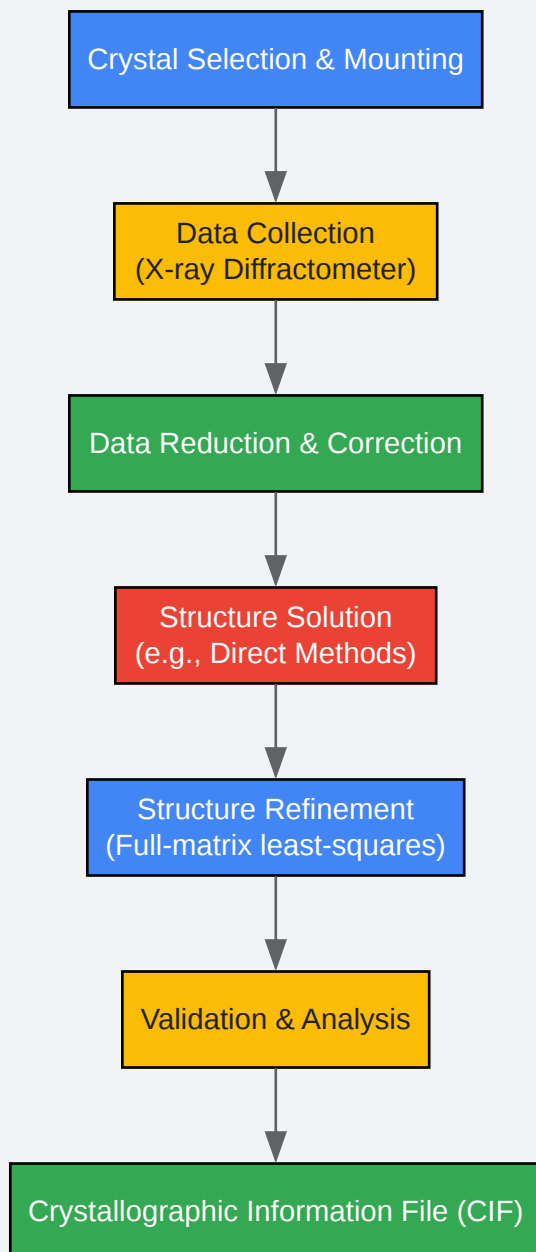 Crystal Selection & Mounting
Data Collection
(X-ray Diffractometer)
Data Reduction & Correction
Structure Solution
(e.g., Direct Methods)
Structure Refinement
(Full-matrix least-squares)
Validation & Analysis
Crystallographic Information File (CIF)